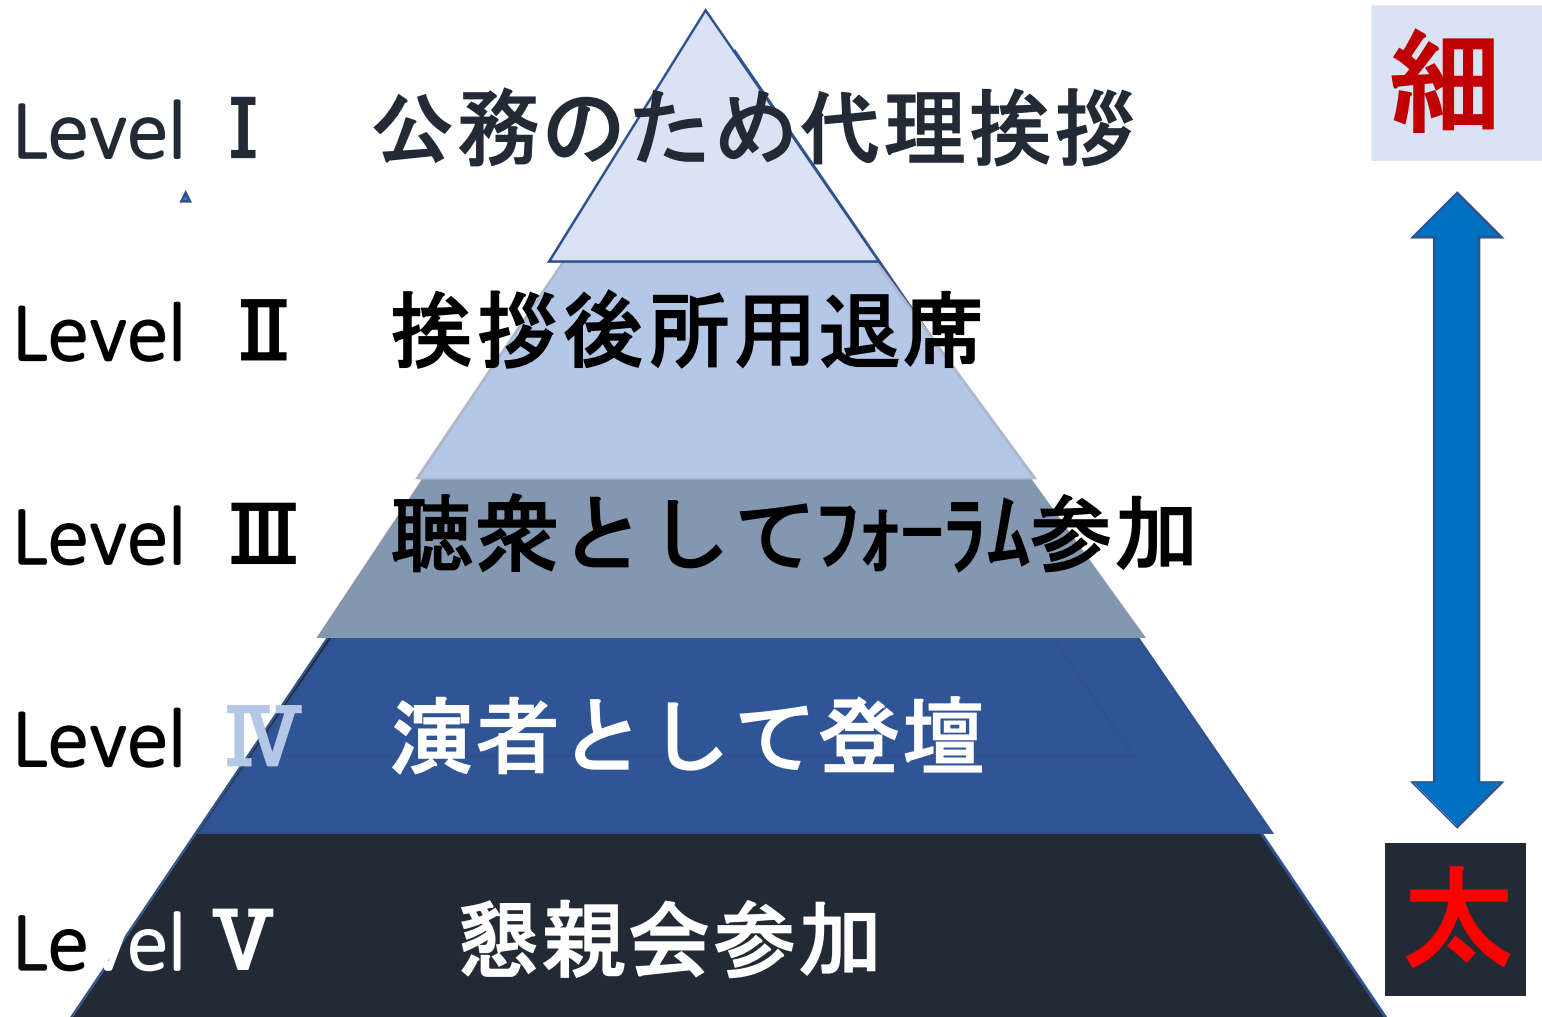 Level Ⅰ 公務のため代理挨拶
細
Level Ⅱ 挨拶後所用退席
Level Ⅲ 聴衆としてﾌｫｰﾗﾑ参加
Level Ⅳ 演者として登壇
Level Ⅴ 懇親会参加
太